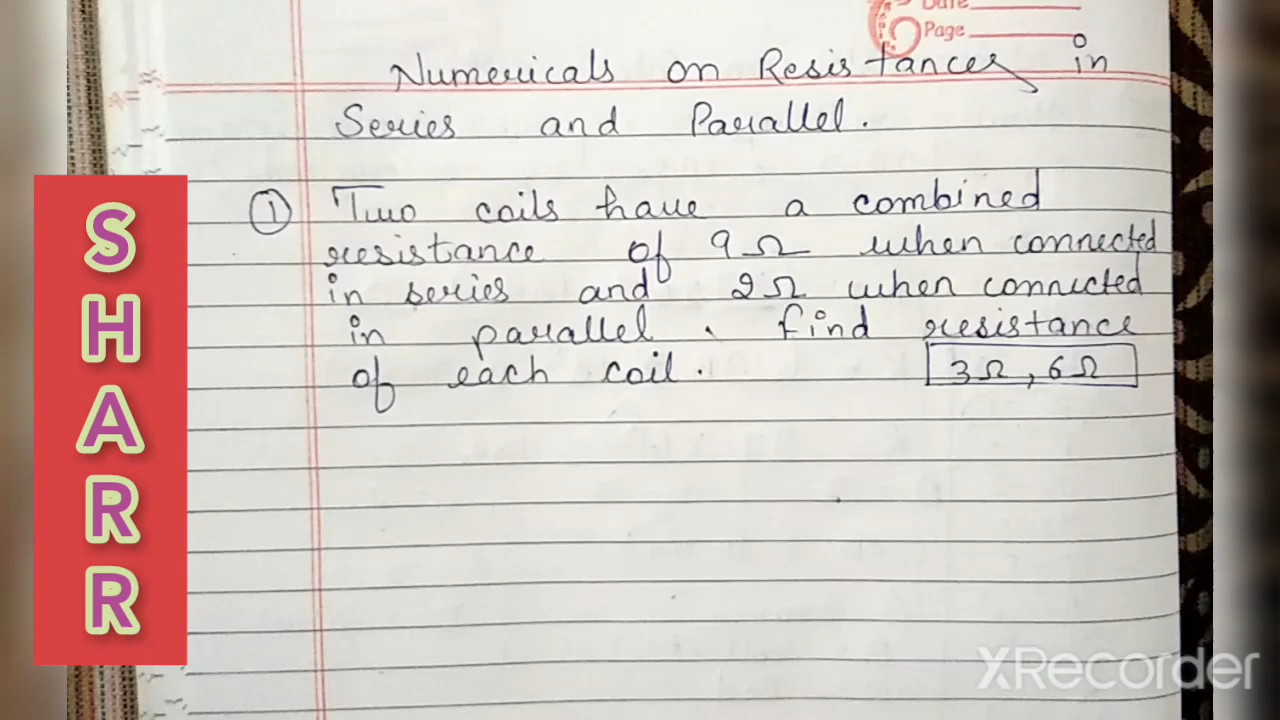 Date
Page
Numericals on Resistances in
Series and Parallel.
① Two coils have a combined
resistance of 9Ω when connected
in series and 2Ω when connected
in parallel. find resistance
of each coil. 3Ω, 6Ω
SHARR
XRecorder